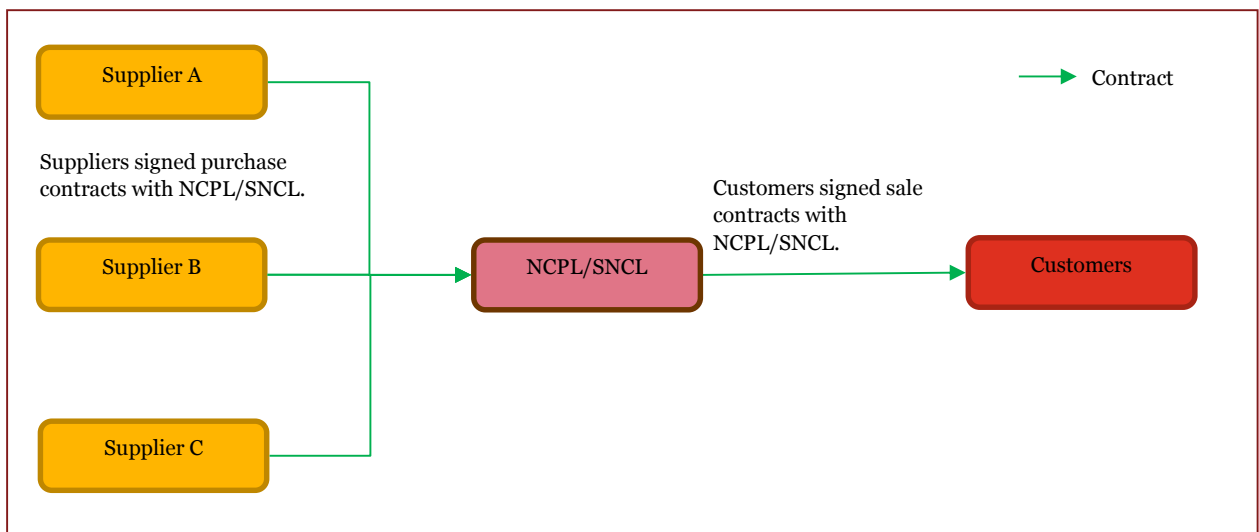 Supplier A
Contract
Suppliers signed purchase
contracts with NCPL/SNCL.
Customers signed sale
contracts with
NCPL/SNCL.
Supplier B
NCPL/SNCL
Customers
Supplier C